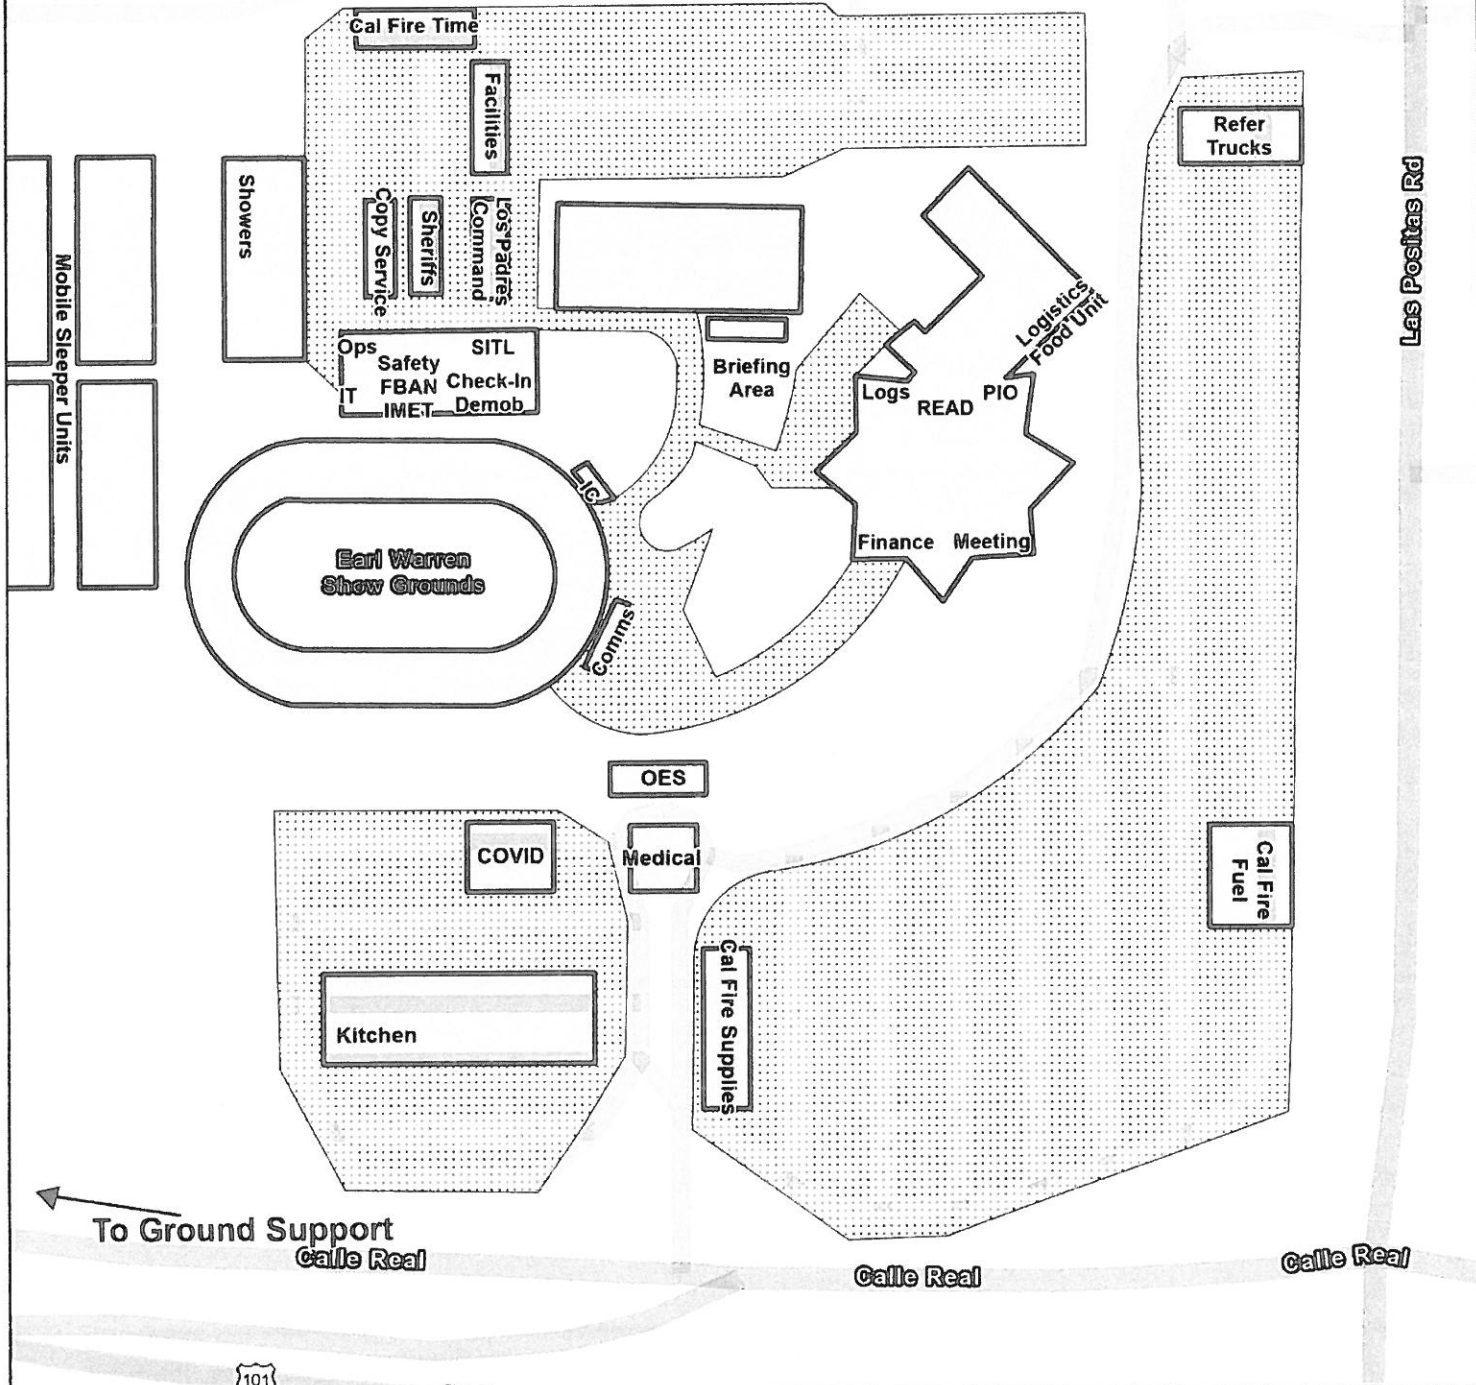 Cal Fire Time
Facilities
Refer
Trucks
Las Positas Rd
Showers
Copy Service
Sheriffs
Los Padres
Command
Mobile Sleeper Units
Logistics
Food Unit
Ops
SITL
Safety
IT
FBAN
Check-In
IMET
Demob
Briefing
Area
Logs
READ
PIO
IC
Earl Warren
Show Grounds
Finance
Meeting
Comms
OES
COVID
Medical
Cal Fire
Fuel
Cal Fire Supplies
Kitchen
To Ground Support
Calle Real
Calle Real
Calle Real
101